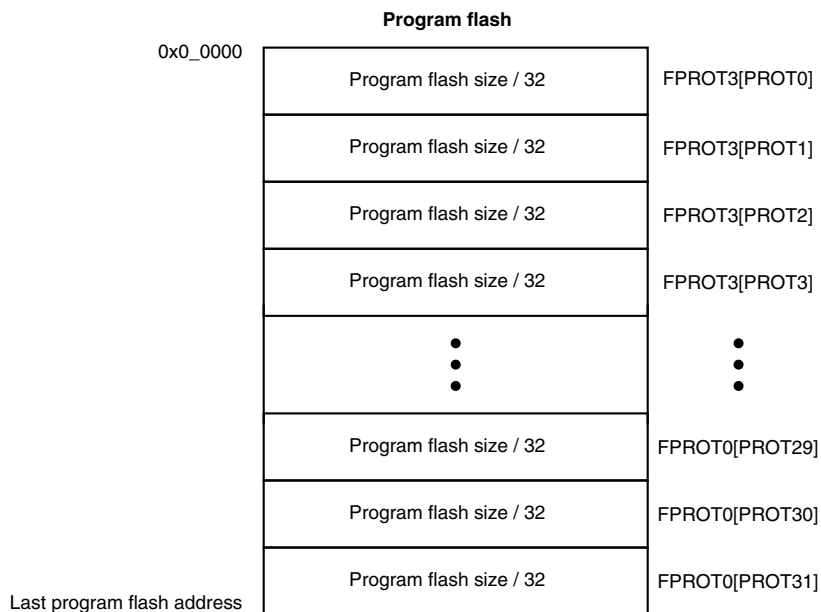 Program flash
0x0_0000
Program flash size / 32 FPROT3[PROT0]
Program flash size / 32 FPROT3[PROT1]
Program flash size / 32 FPROT3[PROT2]
Program flash size / 32 FPROT3[PROT3]
Program flash size / 32 FPROT0[PROT29]
Program flash size / 32 FPROT0[PROT30]
Program flash size / 32 FPROT0[PROT31]
Last program flash address